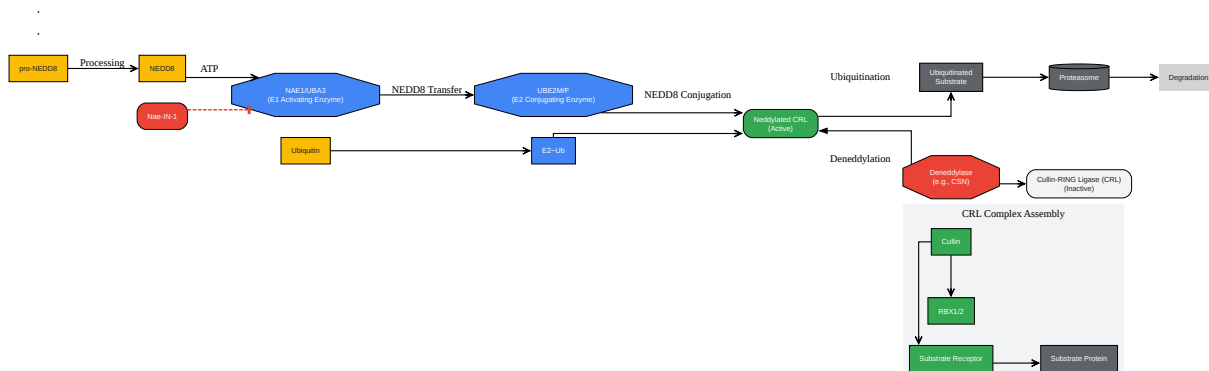 .
.
pro-NEDD8
Processing
NEDD8
ATP
NAE1/UBA3
(E1 Activating Enzyme)
NEDD8 Transfer
UBE2M/F
(E2 Conjugating Enzyme)
NEDD8 Conjugation
Nae-IN-1
Ubiquitin
E2~Ub
Neddylated CRL
(Active)
Ubiquitination
Ubiquitinated
Substrate
Proteasome
Degradation
Deneddylation
Deneddylase
(e.g., CSN)
Cullin-RING Ligase (CRL)
(Inactive)
CRL Complex Assembly
Cullin
RBX1/2
Substrate Receptor
Substrate Protein